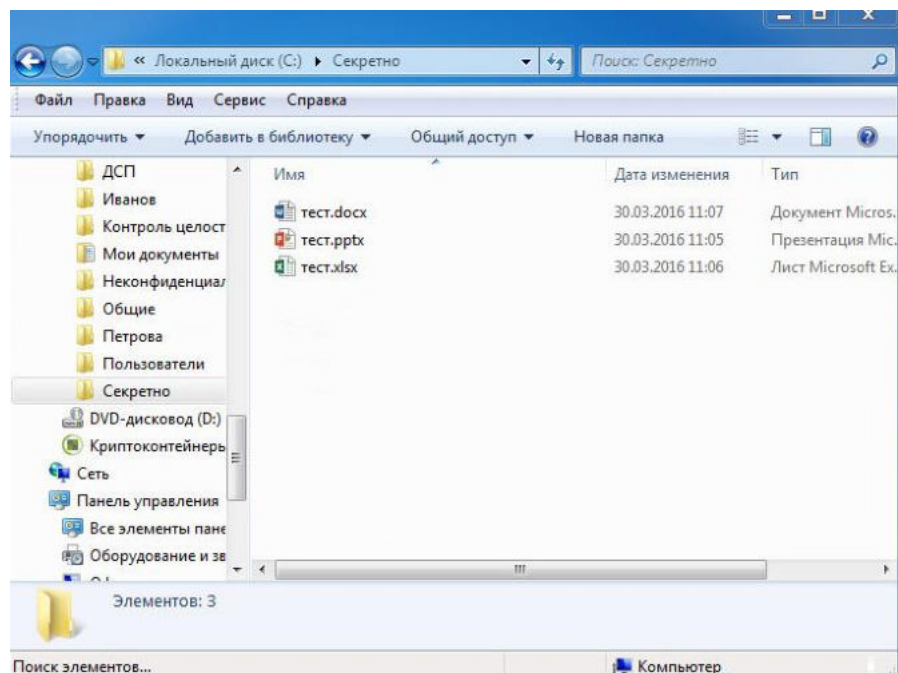 « Локальный диск (C:) ▸ Секретно
Поиск: Секретно
Файл Правка Вид Сервис Справка
Упорядочить ▼ Добавить в библиотеку ▼ Общий доступ ▼ Новая папка
Имя Дата изменения Тип
ДСП
Иванов
Контроль целост
Мои документы
Неконфиденциал
Общие
Петрова
Пользователи
Секретно
DVD-дисковод (D:)
Криптоконтейнеры
Сеть
Панель управления
Все элементы пане
Оборудование и зв
тест.docx 30.03.2016 11:07 Документ Micros.
тест.pptx 30.03.2016 11:05 Презентация Mic.
тест.xlsx 30.03.2016 11:06 Лист Microsoft Ex.
Элементов: 3
Поиск элементов... Компьютер